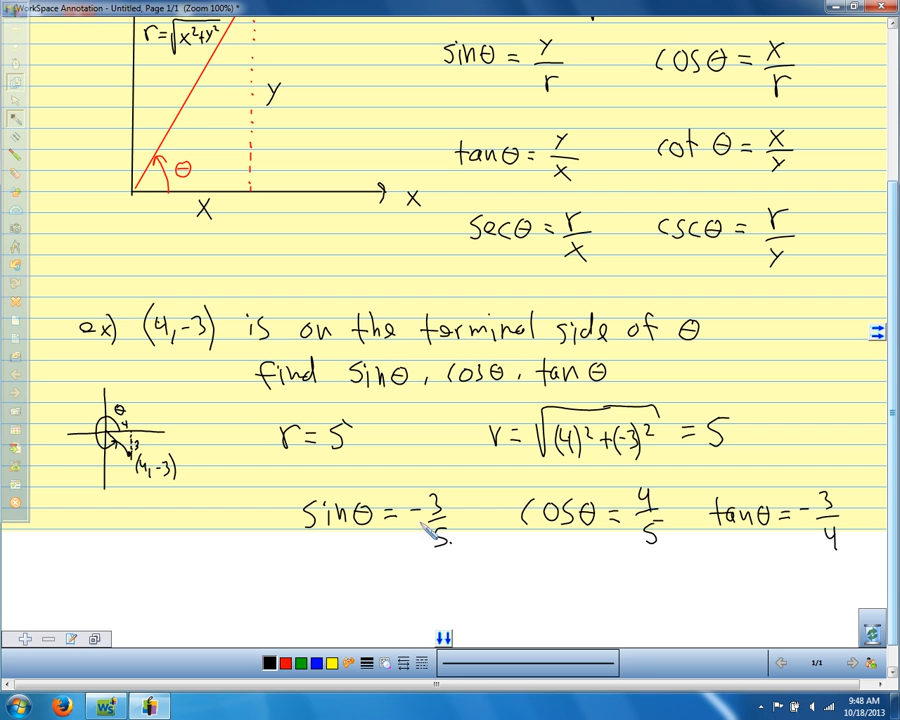 WorkSpace Annotation - Untitled, Page 1/1 (Zoom 100%) *
r=√x²+y²
y
θ
x
x
sinθ = y/r
cosθ = x/r
tanθ = y/x
cot θ = x/y
secθ = r/x
cscθ = r/y
ex) (4,-3) is on the terminal side of θ
find sinθ, cosθ, tanθ
θ
4
3
(4,-3)
r = 5
r = √(4)²+(-3)² = 5
sinθ = -3/5.
cosθ = 4/5
tanθ = -3/4
1/1
9:48 AM
10/18/2013